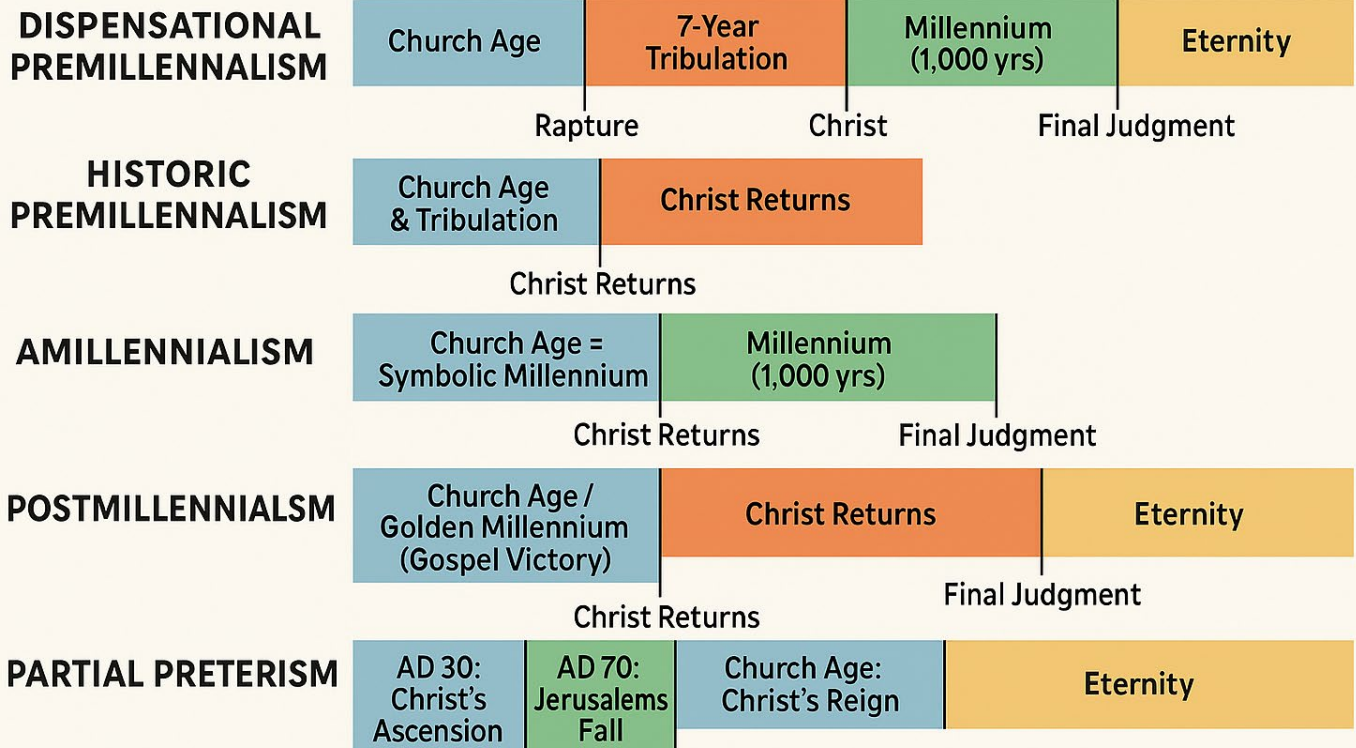 DISPENSATIONAL
PREMILLENNALISM
Church Age
7-Year
Tribulation
Millennium
(1,000 yrs)
Eternity
Rapture
Christ
Final Judgment
HISTORIC
PREMILLENNALISM
Church Age
& Tribulation
Christ Returns
Christ Returns
AMILLENNIALISM
Church Age =
Symbolic Millennium
Millennium
(1,000 yrs)
Christ Returns
Final Judgment
POSTMILLENNIALSM
Church Age /
Golden Millennium
(Gospel Victory)
Christ Returns
Eternity
Christ Returns
Final Judgment
PARTIAL PRETERISM
AD 30:
Christ's
Ascension
AD 70:
Jerusalems
Fall
Church Age:
Christ's Reign
Eternity